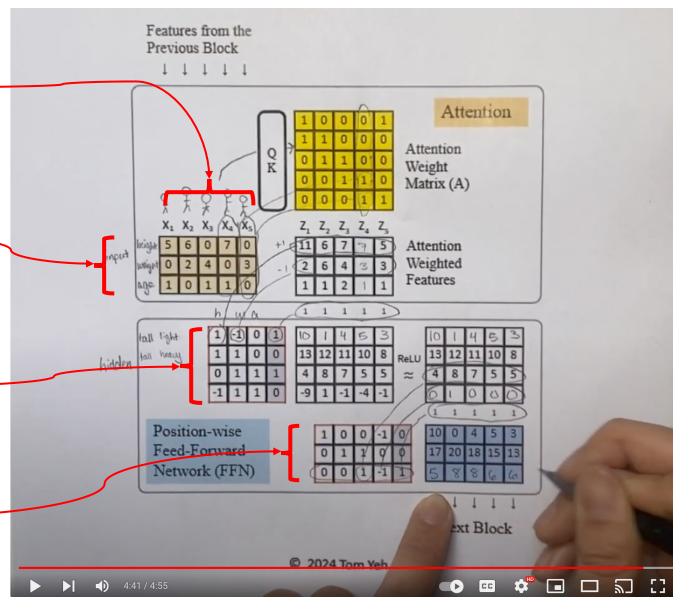 Features from the
Previous Block
↓ ↓ ↓ ↓ ↓
Attention
Q
K
1 0 0 0 1
1 1 0 0 0
0 1 1 0 0
0 0 1 1 0
0 0 0 1 1
Attention
Weight
Matrix (A)
X₁ X₂ X₃ X₄ X₅
Z₁ Z₂ Z₃ Z₄ Z₅
input
height 5 6 0 7 0
weight 0 2 4 0 3
age 1 0 1 1 0
+1 11 6 7 7 5
-1 2 6 4 3 3
1 1 2 1 1
Attention
Weighted
Features
h w a
1 1 1 1 1
hidden
tall light 1 -1 0 1
tall heavy 1 1 0 0
0 1 1 1
-1 1 1 0
10 1 4 5 3
13 12 11 10 8
4 8 7 5 5
-9 1 -1 -4 -1
ReLU
≈
10 1 4 5 3
13 12 11 10 8
4 8 7 5 5
0 1 0 0 0
1 1 1 1 1
Position-wise
Feed-Forward
Network (FFN)
1 0 0 -1 0
0 1 1 0 0
0 0 1 -1 1
10 0 4 5 3
17 20 18 15 13
5 8 8 6 6
↓ ↓ ↓ ↓
ext Block
© 2024 Tom Yeh
4:41 / 4:55
CC
HD